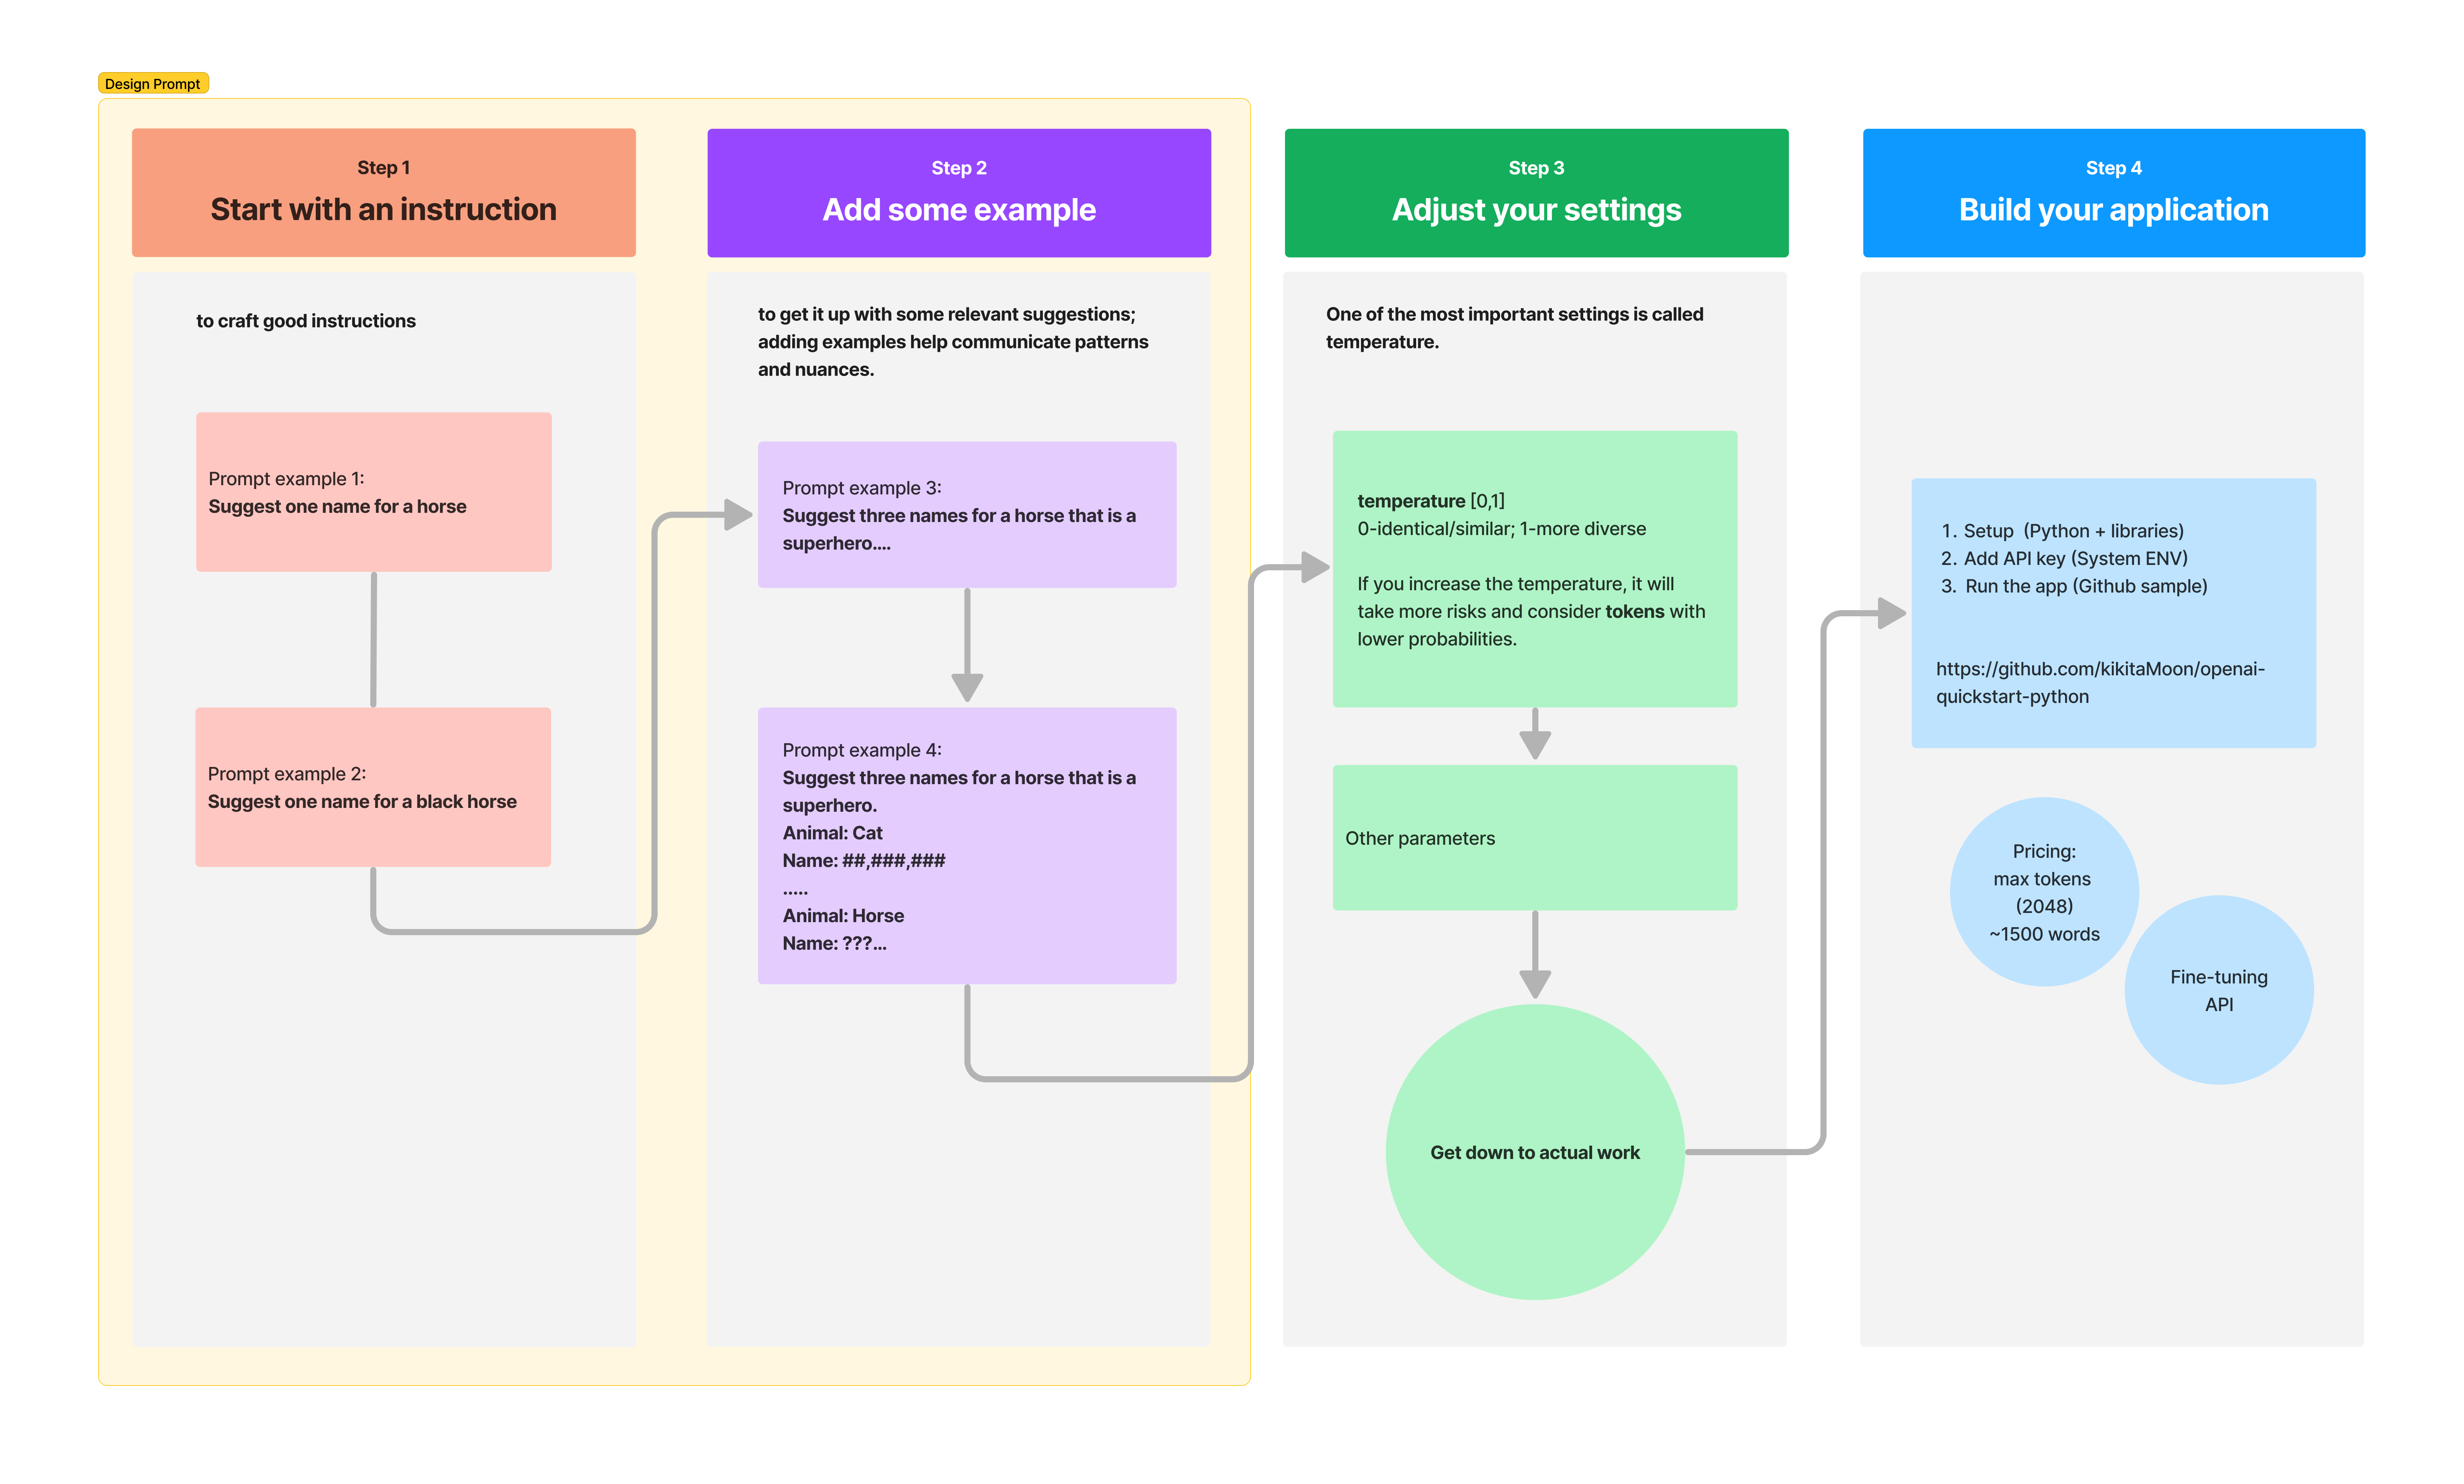 Design Prompt
Step 1
Start with an instruction
to craft good instructions
Prompt example 1:
Suggest one name for a horse
Prompt example 2:
Suggest one name for a black horse
Step 2
Add some example
to get it up with some relevant suggestions;
adding examples help communicate patterns
and nuances.
Prompt example 3:
Suggest three names for a horse that is a
superhero....
Prompt example 4:
Suggest three names for a horse that is a
superhero.
Animal: Cat
Name: ##,###,###
.....
Animal: Horse
Name: ???...
Step 3
Adjust your settings
One of the most important settings is called
temperature.
temperature [0,1]
0-identical/similar; 1-more diverse
If you increase the temperature, it will
take more risks and consider tokens with
lower probabilities.
Other parameters
Get down to actual work
Step 4
Build your application
1. Setup (Python + libraries)
2. Add API key (System ENV)
3. Run the app (Github sample)
https://github.com/kikitaMoon/openai-
quickstart-python
Pricing:
max tokens
(2048)
~1500 words
Fine-tuning
API